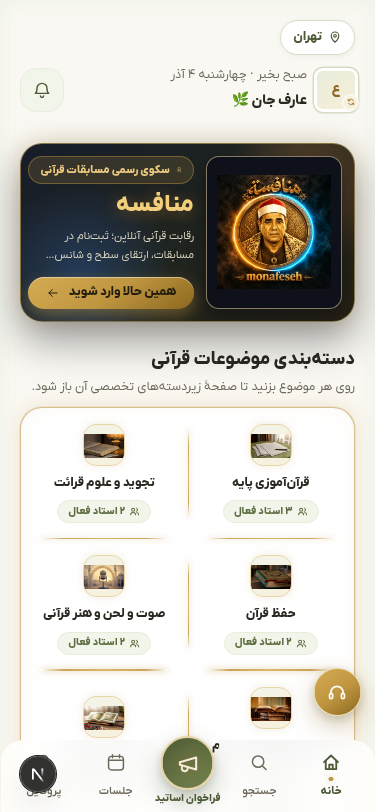 تهران
صبح بخیر · چهارشنبه ۴ آذر
عارف جان 🌿
ع
سکوی رسمی مسابقات قرآنی
منافسه
رقابت قرآنی آنلاین؛ ثبت‌نام در
مسابقات، ارتقای سطح و شانس...
همین حالا وارد شوید ←
منافسة
monafeseh
دسته‌بندی موضوعات قرآنی
روی هر موضوع بزنید تا صفحهٔ زیردسته‌های تخصصی آن باز شود.
قرآن‌آموزی پایه
۳ استاد فعال
تجوید و علوم قرائت
۲ استاد فعال
حفظ قرآن
۲ استاد فعال
صوت و لحن و هنر قرآنی
۲ استاد فعال
خانه
جستجو
فراخوان اساتید
جلسات
پروفایل
N